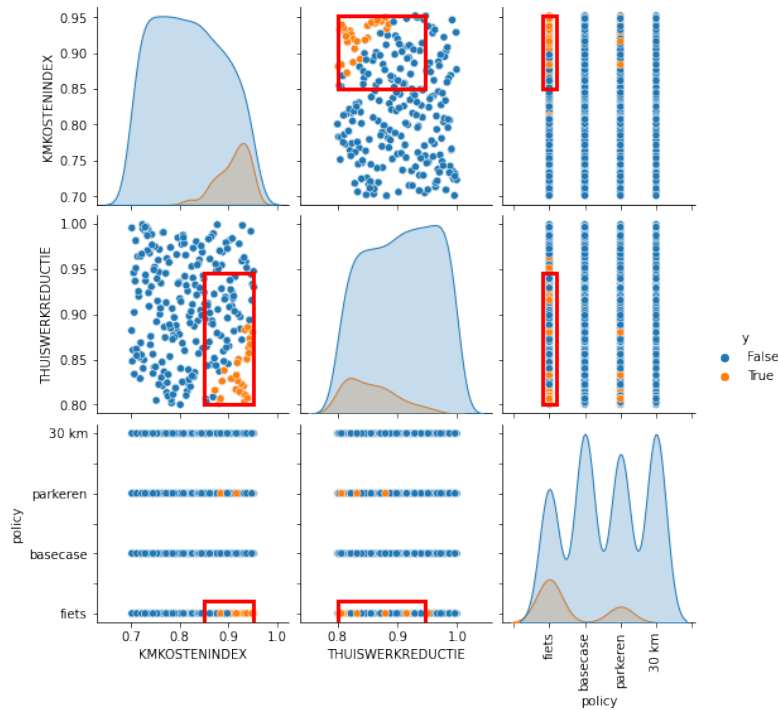 KMKOSTENINDEX
0.95
0.90
0.85
0.80
0.75
0.70
THUISWERKREDUCTIE
1.00
0.95
0.90
0.85
0.80
y
False
True
policy
30 km
parkeren
basecase
fiets
0.7 0.8 0.9 1.0
KMKOSTENINDEX
0.8 0.9 1.0
THUISWERKREDUCTIE
fiets
basecase
parkeren
30 km
policy